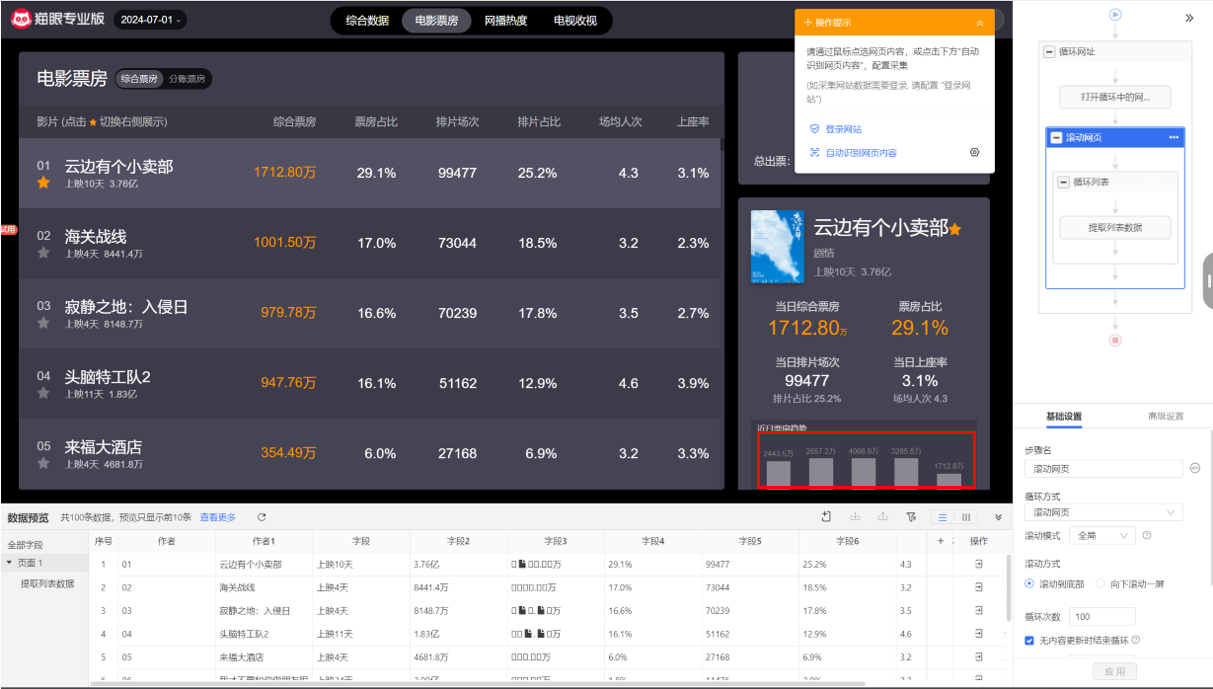 猫眼专业版 2024-07-01 综合数据 电影票房 网播热度 电视收视
电影票房 综合票房 分账票房
影片 (点击 ★ 切换右侧展示) 综合票房 票房占比 排片场次 排片占比 场均人次 上座率
01 云边有个小卖部 1712.80万 29.1% 99477 25.2% 4.3 3.1%
上映10天 3.76亿
02 海关战线 1001.50万 17.0% 73044 18.5% 3.2 2.3%
上映4天 8441.4万
03 寂静之地：入侵日 979.78万 16.6% 70239 17.8% 3.5 2.7%
上映4天 8148.7万
04 头脑特工队2 947.76万 16.1% 51162 12.9% 4.6 3.9%
上映11天 1.83亿
05 来福大酒店 354.49万 6.0% 27168 6.9% 3.2 3.3%
上映4天 4681.8万
试用
总出票:
操作提示
请通过鼠标点选网页内容，或点击下方"自动
识别网页内容"，配置采集
(如采集网站数据需要登录, 请配置 "登录网
站")
登录网站
自动识别网页内容
云边有个小卖部
剧情
上映10天 3.76亿
当日综合票房 票房占比
1712.80万 29.1%
当日排片场次 当日上座率
99477 3.1%
排片占比 25.2% 场均人次 4.3
近日票房趋势
2443.5万 2657.2万 4068.9万 3285.6万 1712.8万
循环网址
打开循环中的网...
滚动网页
循环列表
提取列表数据
基础设置 高级设置
步骤名
滚动网页
循环方式
滚动网页
滚动模式 全局
滚动方式
滚动到底部 向下滚动一屏
循环次数 100
无内容更新时结束循环
应用
数据预览 共100条数据，预览只显示前10条 查看更多
全部字段
页面 1
提取列表数据
序号 作者 作者1 字段 字段2 字段3 字段4 字段5 字段6 操作
1 01 云边有个小卖部 上映10天 3.76亿 29.1% 99477 25.2% 4.3
2 02 海关战线 上映4天 8441.4万 17.0% 73044 18.5% 3.2
3 03 寂静之地：入侵日 上映4天 8148.7万 16.6% 70239 17.8% 3.5
4 04 头脑特工队2 上映11天 1.83亿 16.1% 51162 12.9% 4.6
5 05 来福大酒店 上映4天 4681.8万 6.0% 27168 6.9% 3.2